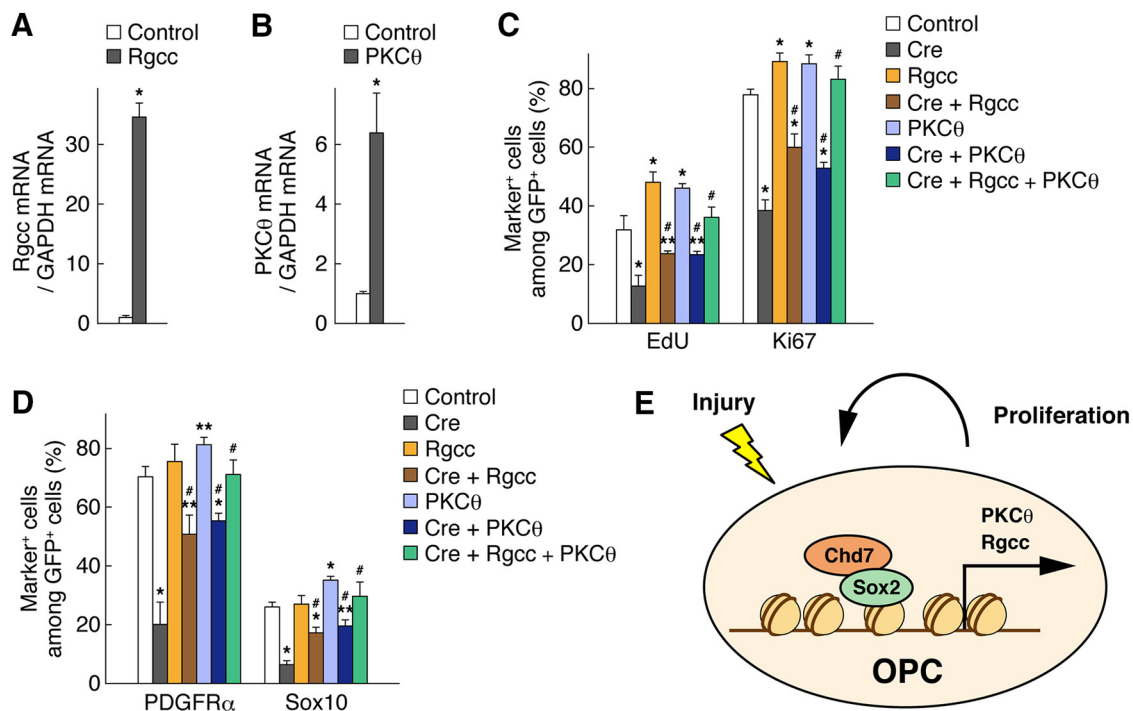 A
Control
Rgcc
Rgcc mRNA
/ GAPDH mRNA
30
20
10
0
*
B
Control
PKCθ
PKCθ mRNA
/ GAPDH mRNA
6
4
2
0
*
C
Marker⁺ cells
among GFP⁺ cells (%)
80
60
40
20
0
*
*
*
#
**
#
**
#
*
*
*
#
*
#
*
#
EdU
Ki67
Control
Cre
Rgcc
Cre + Rgcc
PKCθ
Cre + PKCθ
Cre + Rgcc + PKCθ
D
Marker⁺ cells
among GFP⁺ cells (%)
80
60
40
20
0
**
#
#
**
#
*
*
*
#
#
*
#
**
*
PDGFRα
Sox10
Control
Cre
Rgcc
Cre + Rgcc
PKCθ
Cre + PKCθ
Cre + Rgcc + PKCθ
E
Injury
Proliferation
PKCθ
Rgcc
Chd7
Sox2
OPC